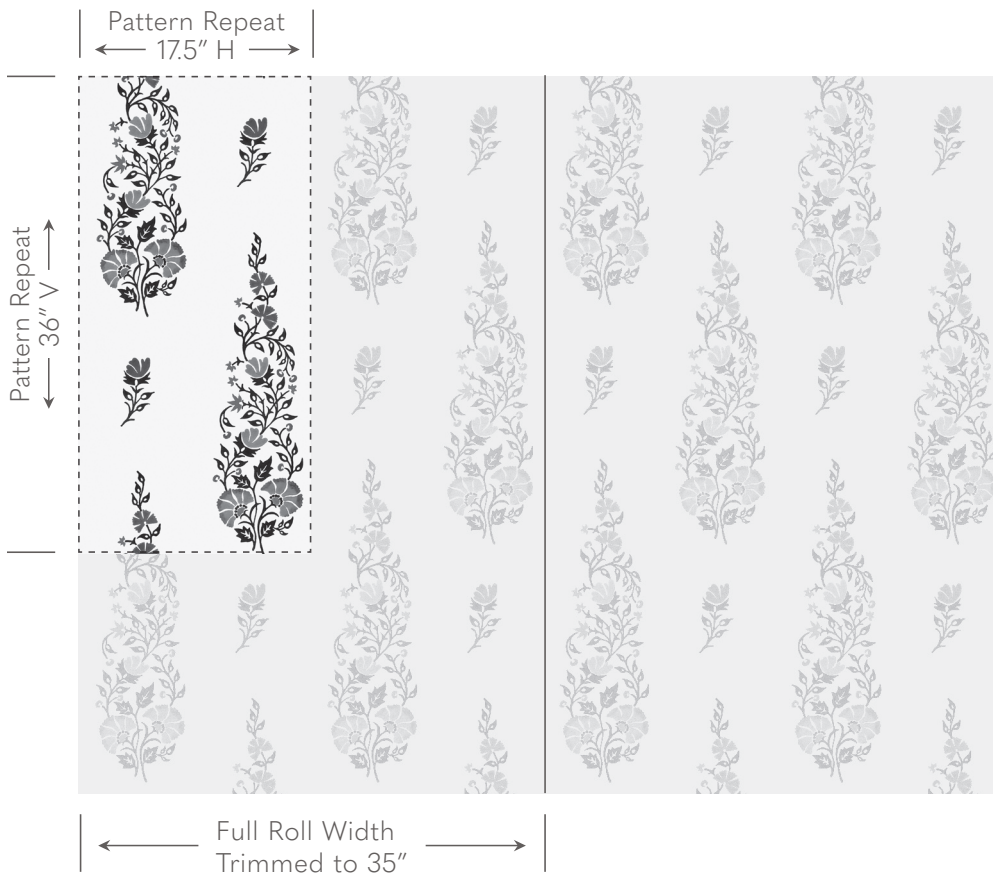 Pattern Repeat
17.5” H
Pattern Repeat
36” V
Full Roll Width
Trimmed to 35”